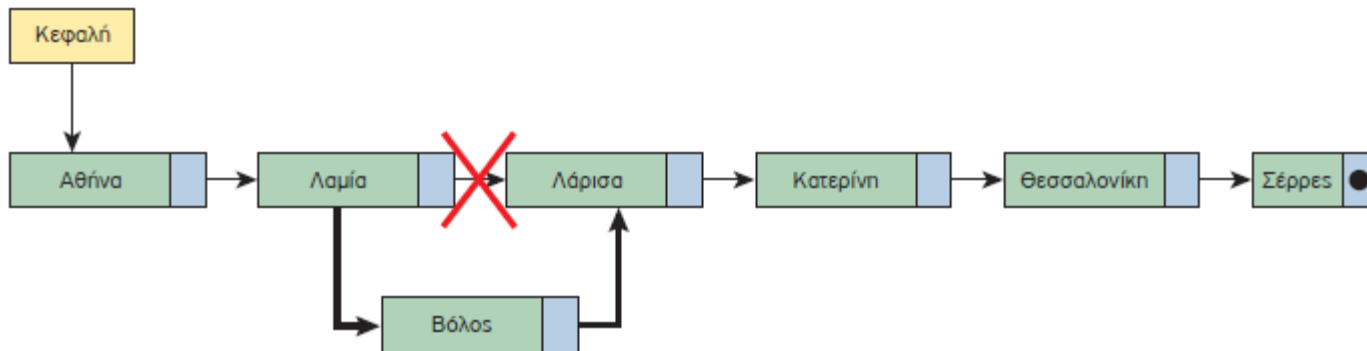 Κεφαλή
Αθήνα
Λαμία
Λάρισα
Κατερίνη
Θεσσαλονίκη
Σέρρες
Βόλος